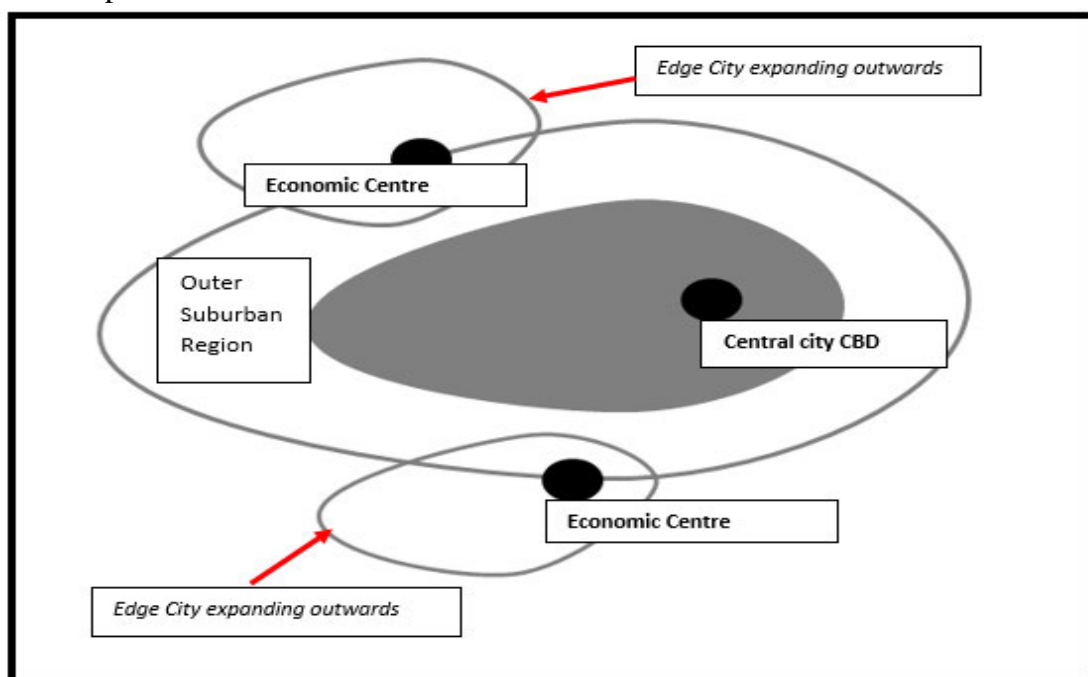 Edge City expanding outwards
Economic Centre
Outer
Suburban
Region
Central city CBD
Economic Centre
Edge City expanding outwards